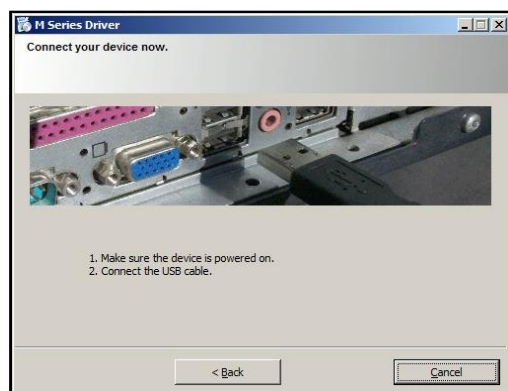 M Series Driver
Connect your device now.
1. Make sure the device is powered on.
2. Connect the USB cable.
< Back
Cancel